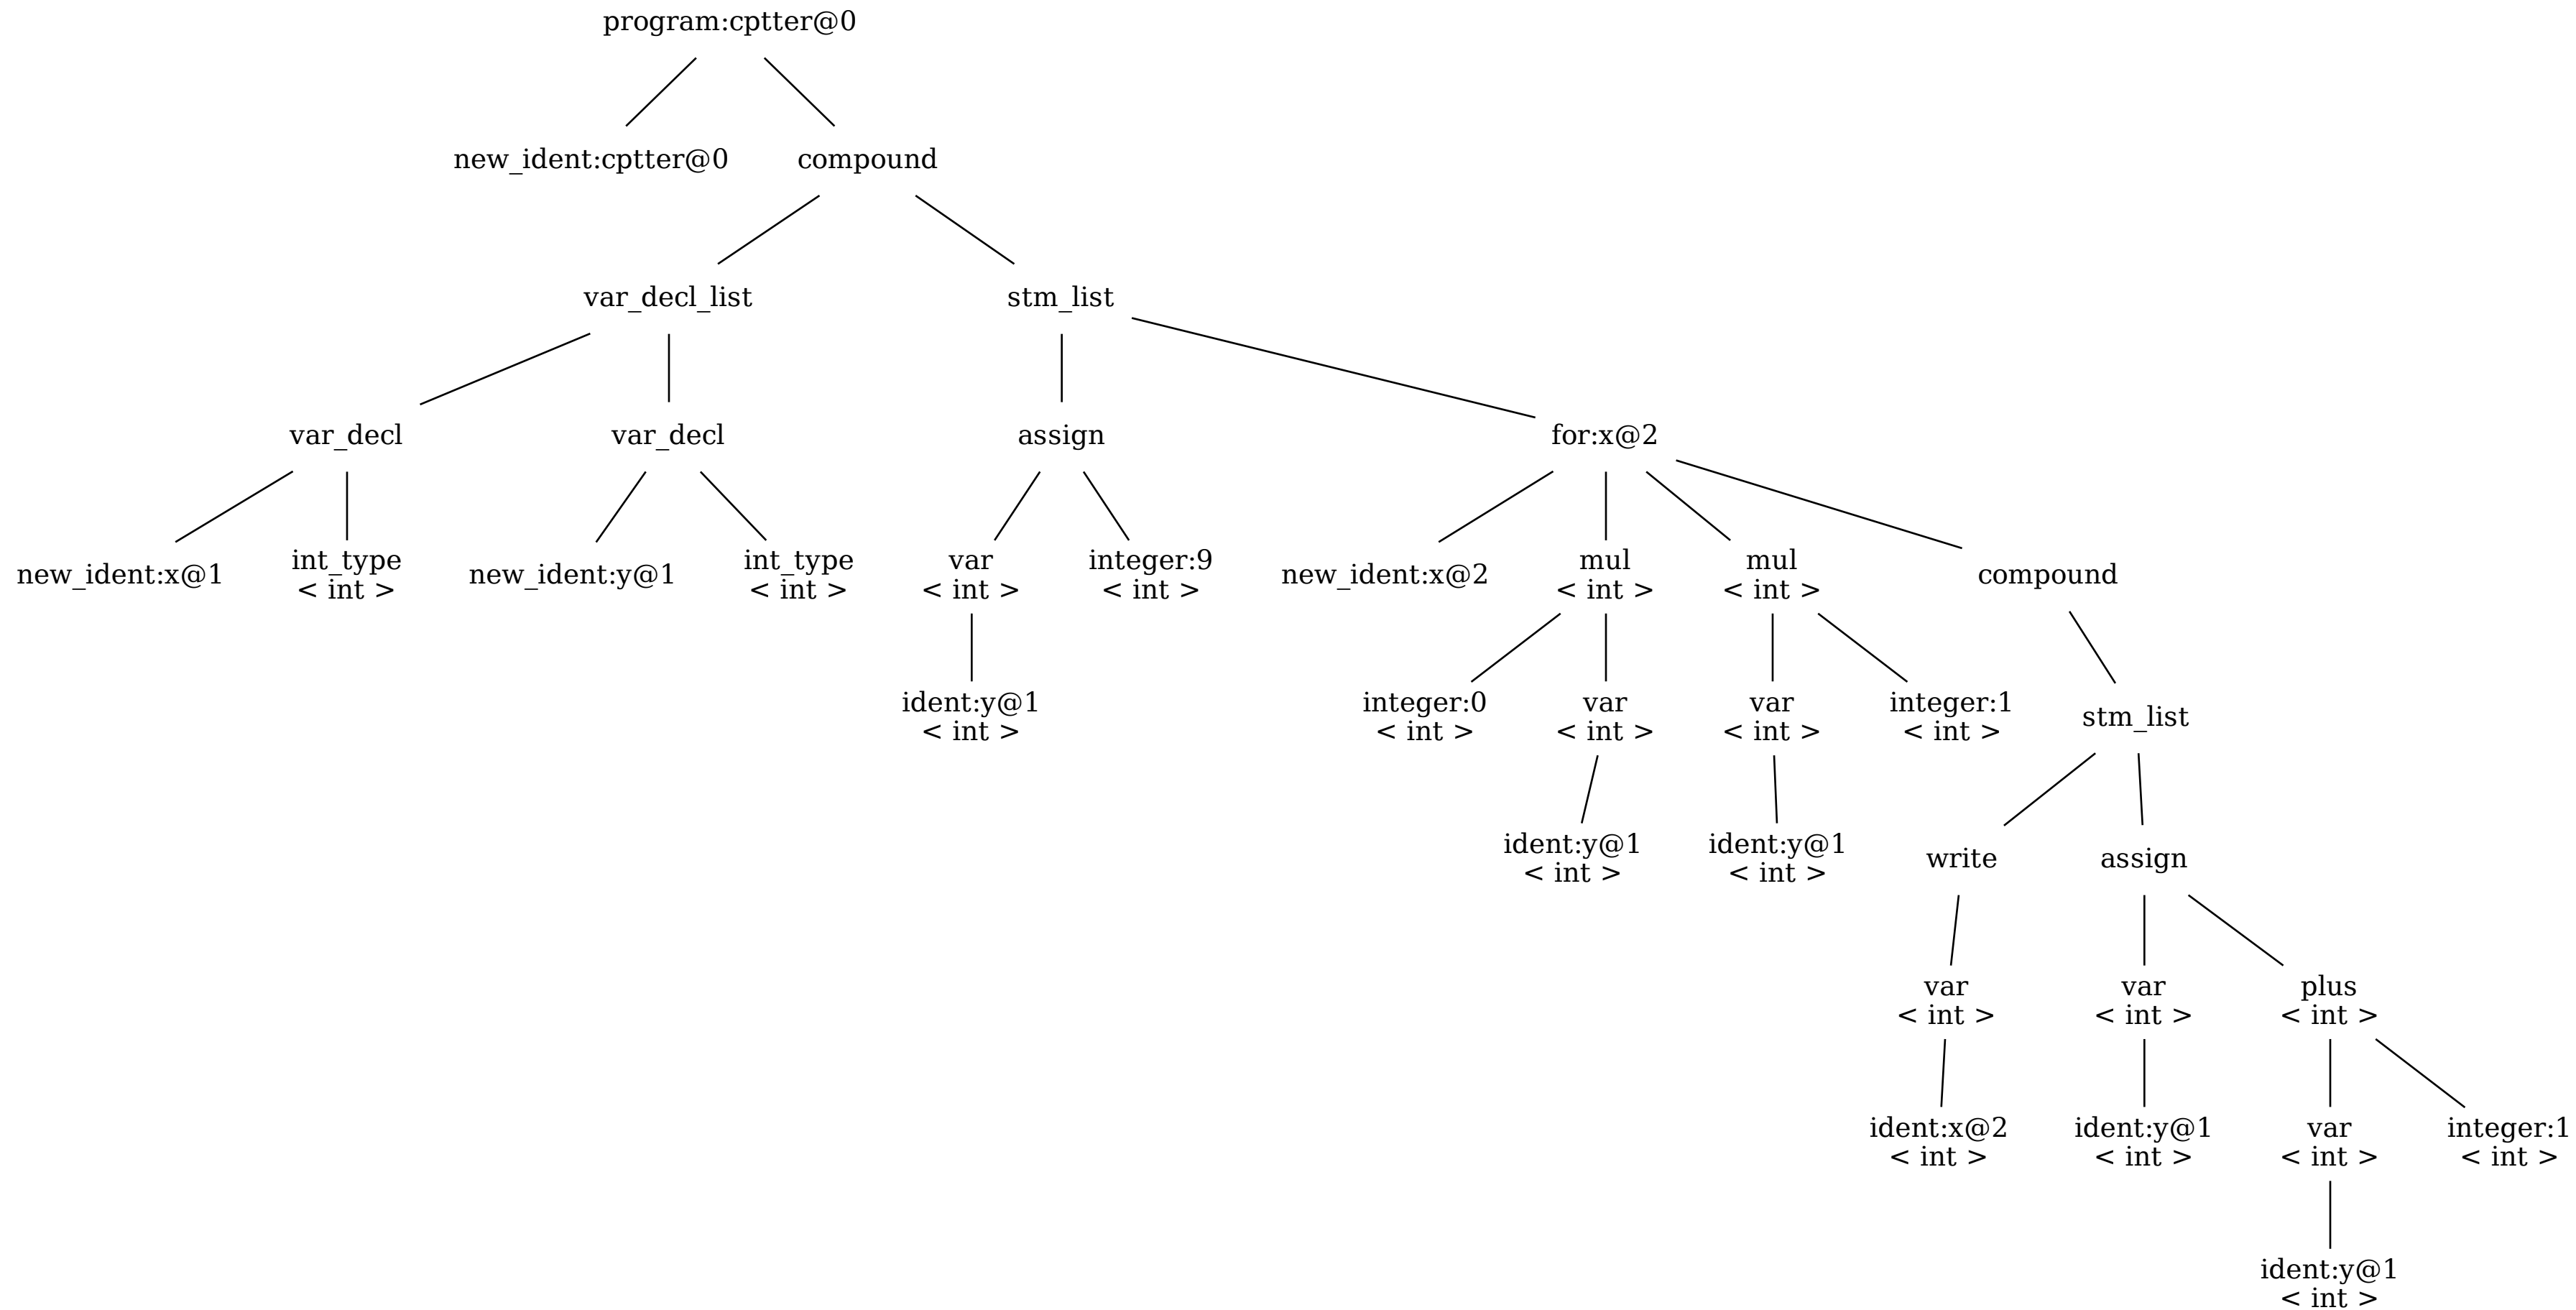 program:cptter@0
new_ident:cptter@0 compound
var_decl_list stm_list
var_decl var_decl assign for:x@2
new_ident:x@1 int_type new_ident:y@1 int_type var integer:9 new_ident:x@2 mul mul compound
< int > < int > < int > < int > < int > < int >
ident:y@1 integer:0 var var integer:1 stm_list
< int > < int > < int > < int > < int >
ident:y@1 ident:y@1 write assign
< int > < int >
var var plus
< int > < int > < int >
ident:x@2 ident:y@1 var integer:1
< int > < int > < int > < int >
ident:y@1
< int >